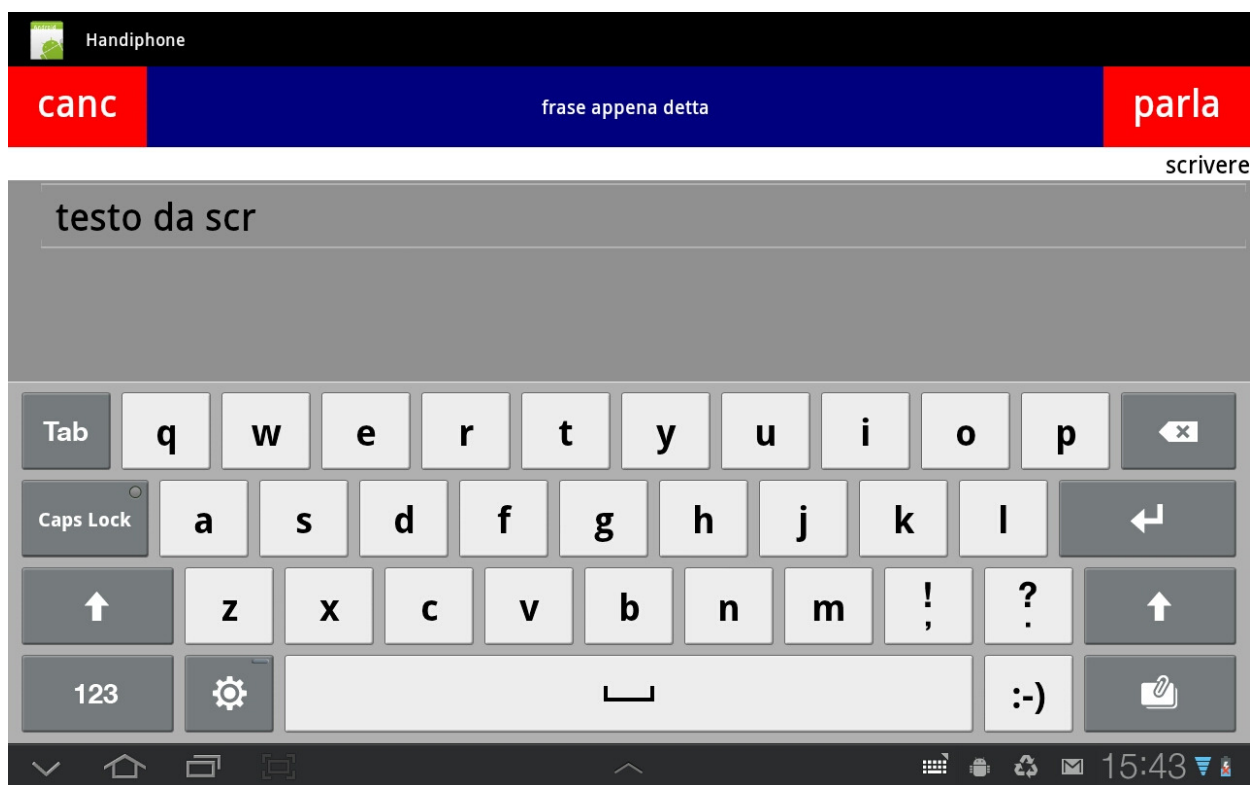 Handiphone
canc frase appena detta parla
scrivere
testo da scr
Tab q w e r t y u i o p
Caps Lock a s d f g h j k l
z x c v b n m ! , ? .
123 :-)
15:43